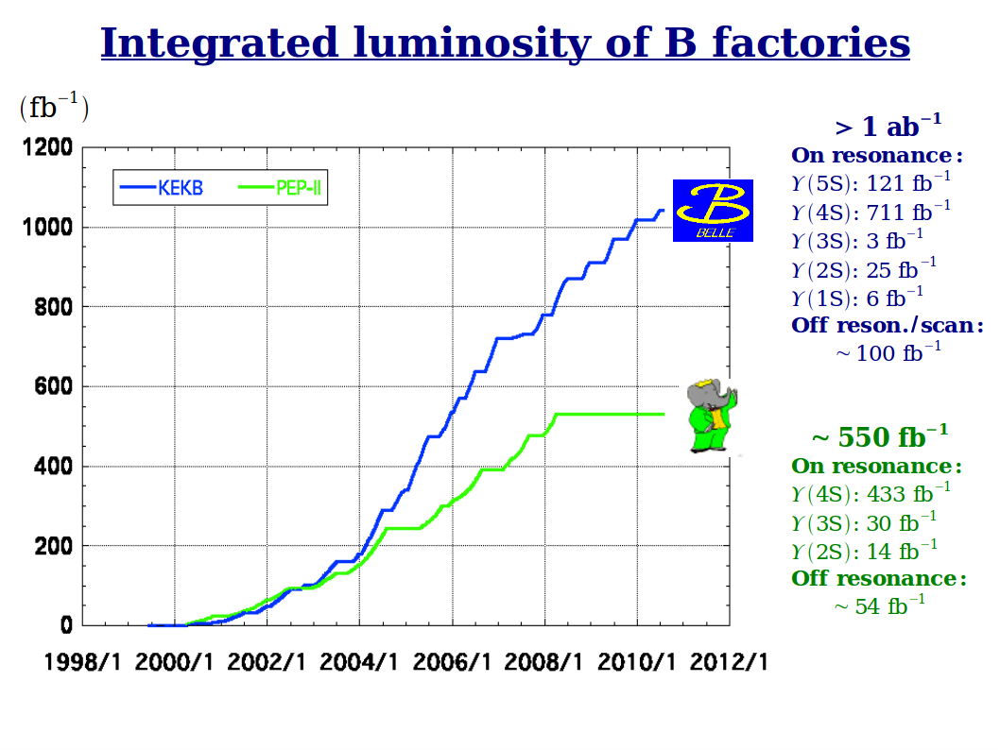 Integrated luminosity of B factories
(fb⁻¹)
1200
1000
800
600
400
200
0
KEKB PEP-II
1998/1 2000/1 2002/1 2004/1 2006/1 2008/1 2010/1 2012/1
B
BELLE
> 1 ab⁻¹
On resonance:
ϒ(5S): 121 fb⁻¹
ϒ(4S): 711 fb⁻¹
ϒ(3S): 3 fb⁻¹
ϒ(2S): 25 fb⁻¹
ϒ(1S): 6 fb⁻¹
Off reson./scan:
~ 100 fb⁻¹
~ 550 fb⁻¹
On resonance:
ϒ(4S): 433 fb⁻¹
ϒ(3S): 30 fb⁻¹
ϒ(2S): 14 fb⁻¹
Off resonance:
~ 54 fb⁻¹